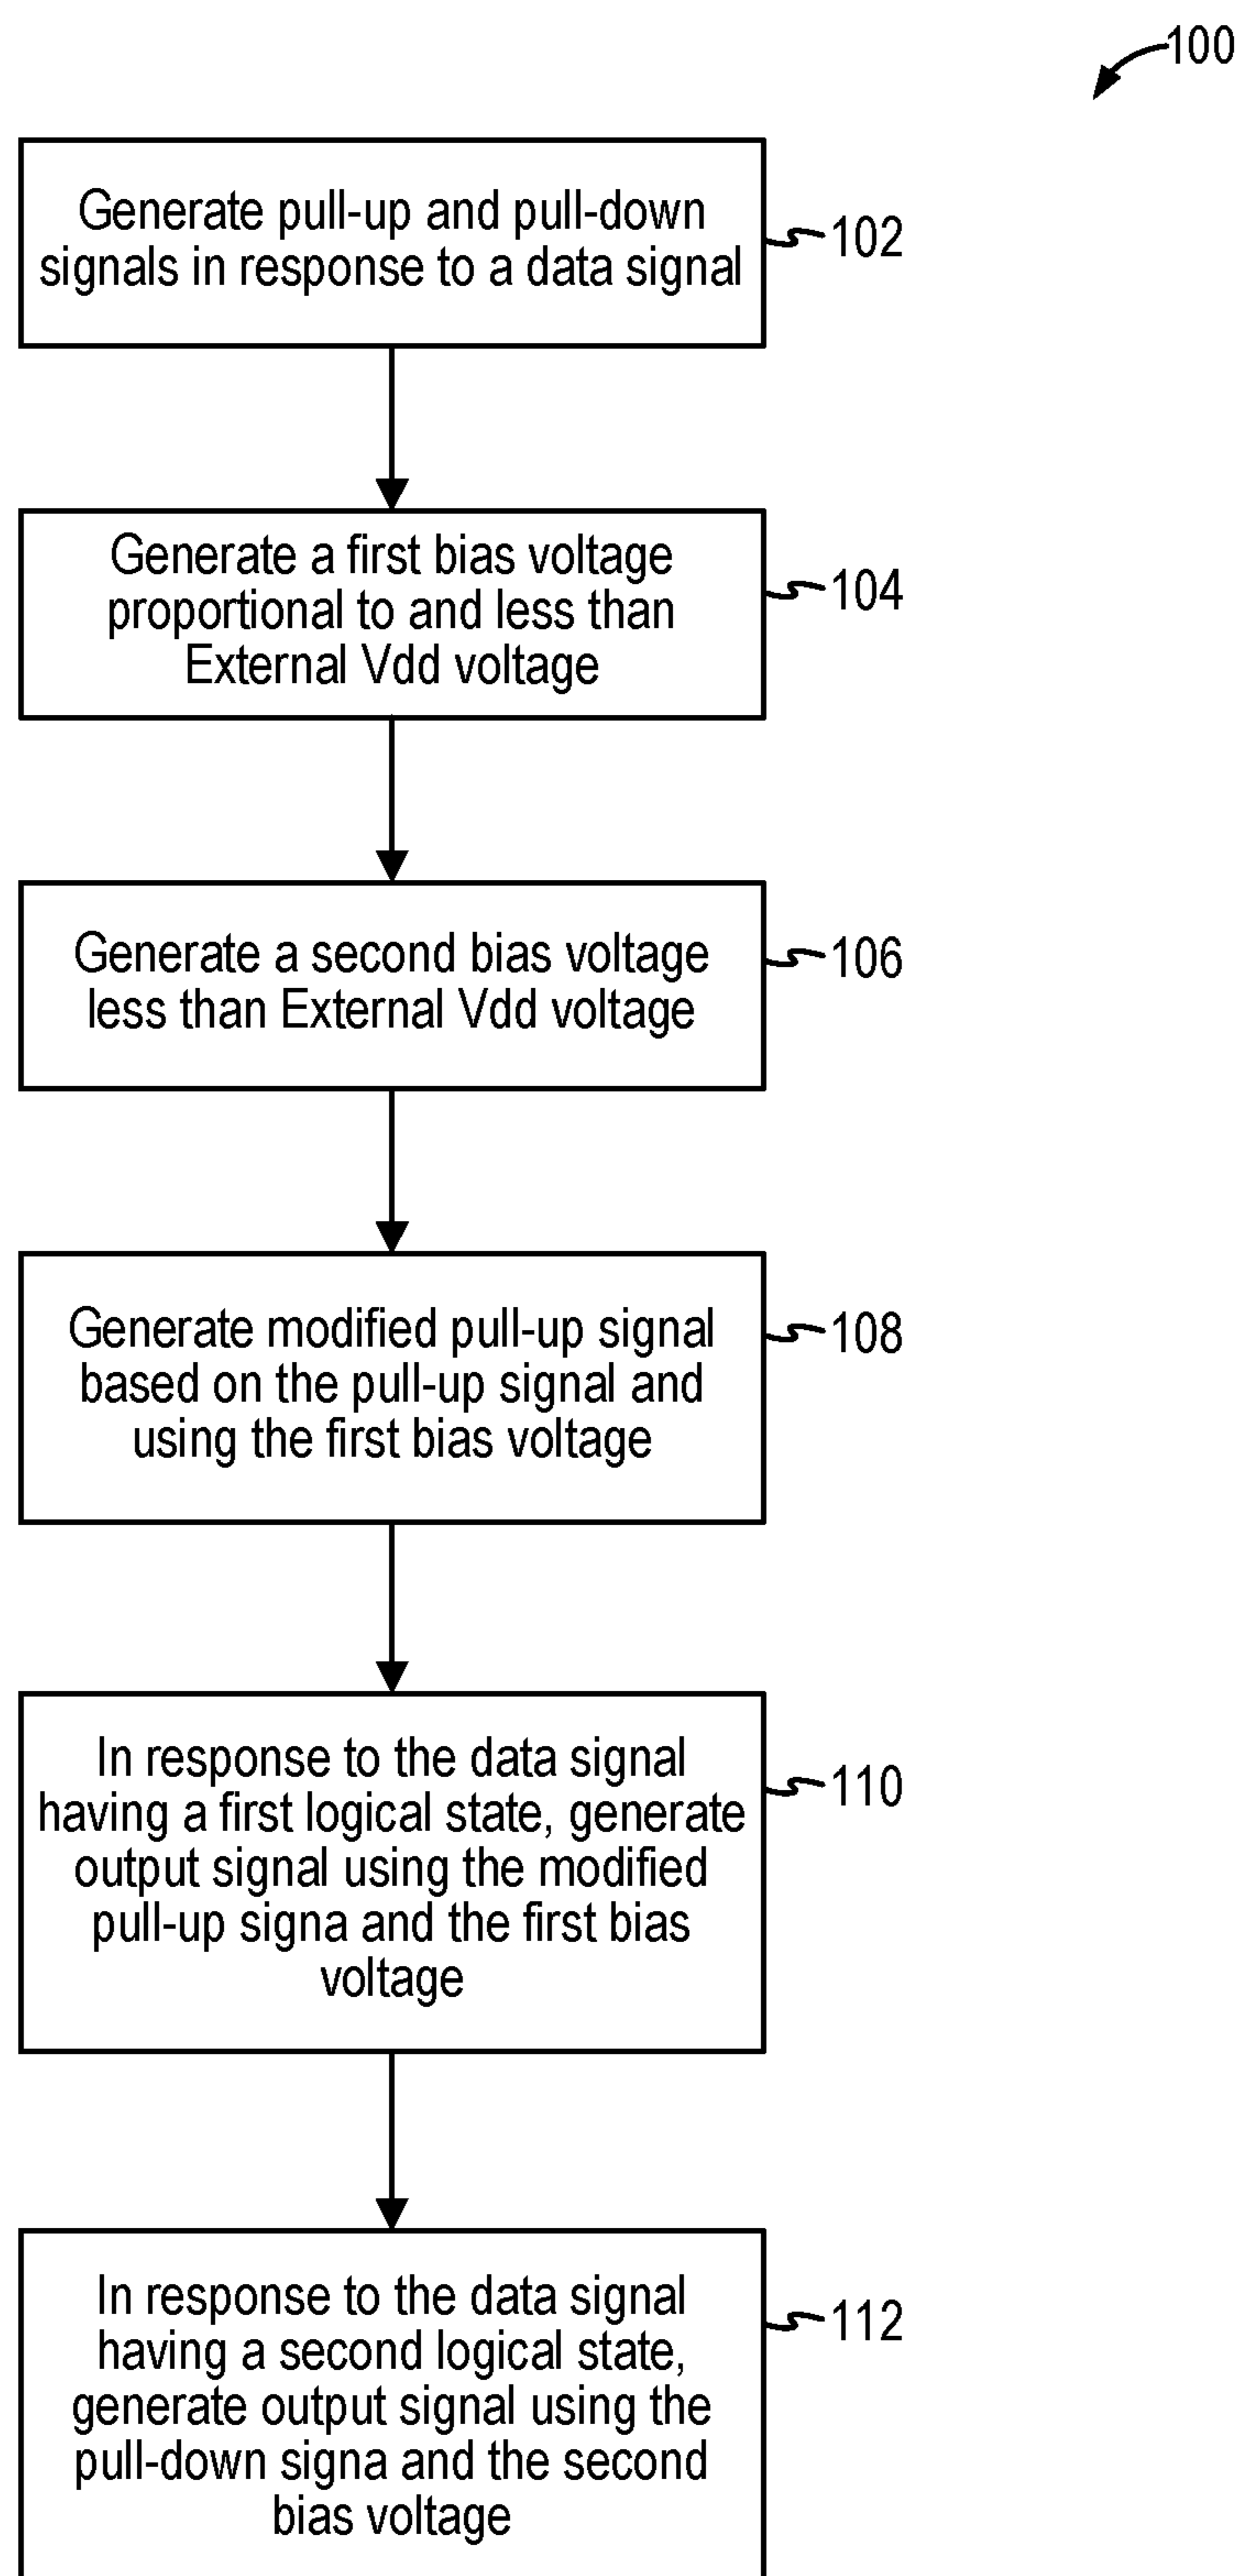 100
Generate pull-up and pull-down
signals in response to a data signal
102
Generate a first bias voltage
proportional to and less than
External Vdd voltage
104
Generate a second bias voltage
less than External Vdd voltage
106
Generate modified pull-up signal
based on the pull-up signal and
using the first bias voltage
108
In response to the data signal
having a first logical state, generate
output signal using the modified
pull-up signa and the first bias
voltage
110
In response to the data signal
having a second logical state,
generate output signal using the
pull-down signa and the second
bias voltage
112